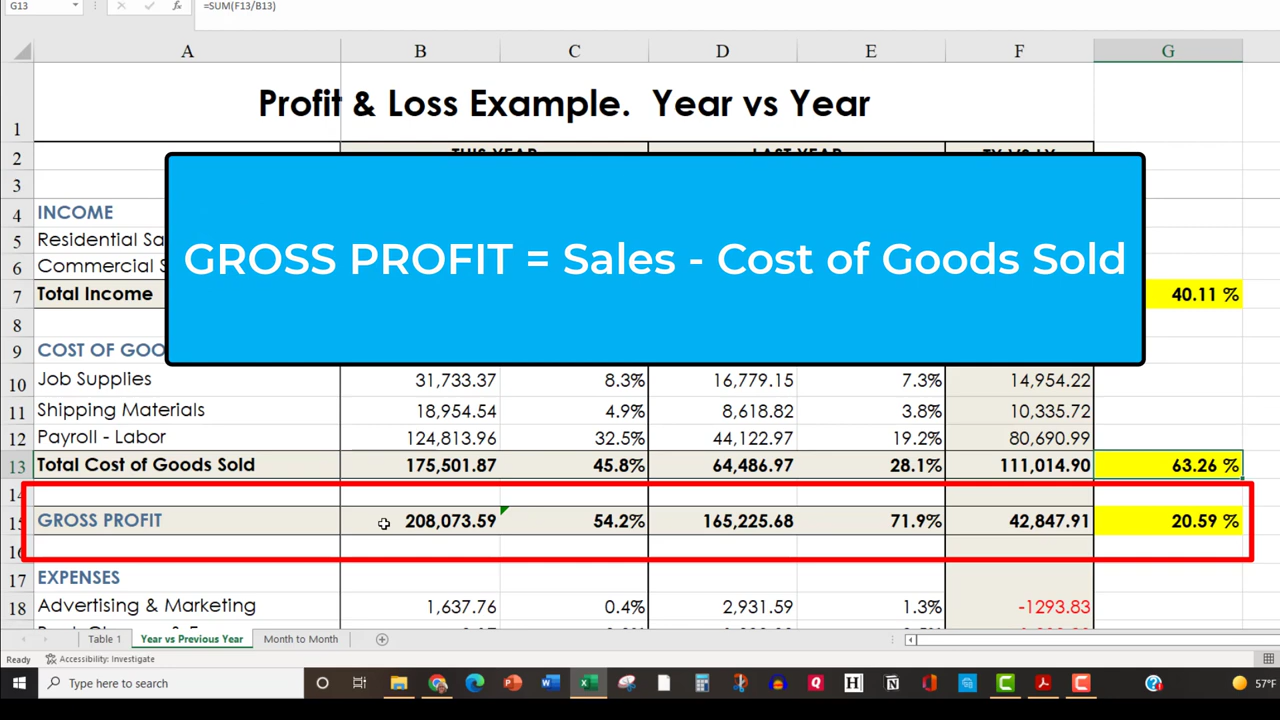 G13
=SUM(F13/B13)
A B C D E F G
1 Profit & Loss Example. Year vs Year
2
3
4 INCOME
5 Residential
6 Commercial
7 Total Income 40.11 %
8
9 COST OF
10 Job Supplies 31,733.37 8.3% 16,779.15 7.3% 14,954.22
11 Shipping Materials 18,954.54 4.9% 8,618.82 3.8% 10,335.72
12 Payroll - Labor 124,813.96 32.5% 44,122.97 19.2% 80,690.99
13 Total Cost of Goods Sold 175,501.87 45.8% 64,486.97 28.1% 111,014.90 63.26 %
14
15 GROSS PROFIT 208,073.59 54.2% 165,225.68 71.9% 42,847.91 20.59 %
16
17 EXPENSES
18 Advertising & Marketing 1,637.76 0.4% 2,931.59 1.3% -1293.83
GROSS PROFIT = Sales - Cost of Goods Sold
Table 1 Year vs Previous Year Month to Month
Ready Accessibility: Investigate
Type here to search
57°F